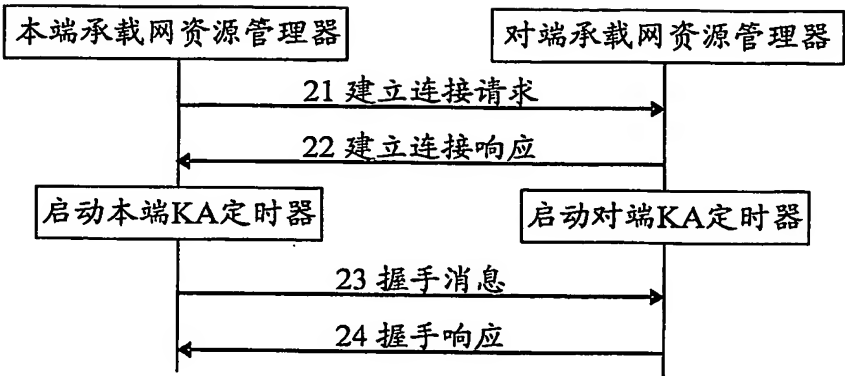 本端承载网资源管理器
对端承载网资源管理器
21 建立连接请求
22 建立连接响应
启动本端KA定时器
启动对端KA定时器
23 握手消息
24 握手响应